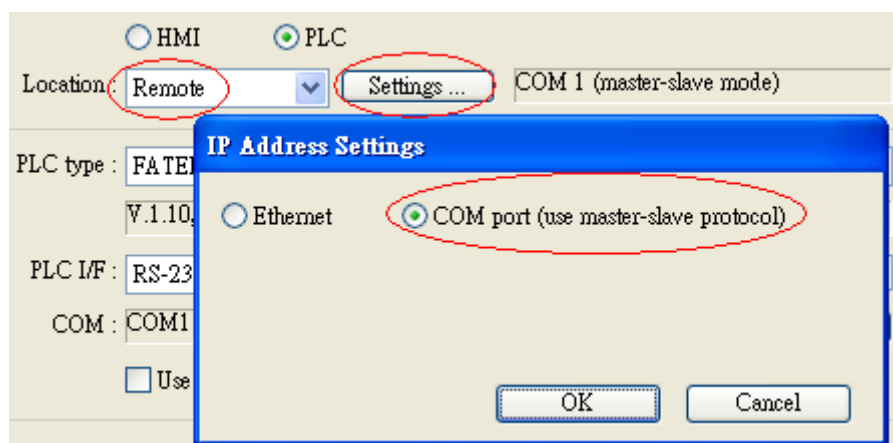 HMI PLC
Location : Remote Settings ... COM 1 (master-slave mode)
IP Address Settings
PLC type : FATE
V.1.10, Ethernet COM port (use master-slave protocol)
PLC I/F : RS-23
COM : COM1
Use
OK Cancel